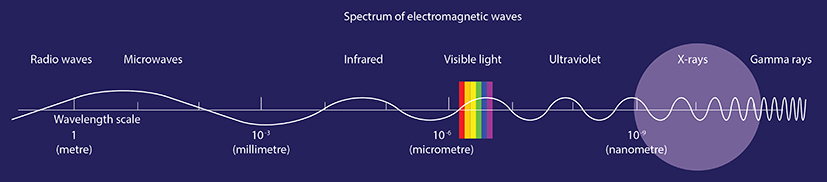 Spectrum of electromagnetic waves
Radio waves Microwaves Infrared Visible light Ultraviolet X-rays Gamma rays
Wavelength scale
1 10⁻³ 10⁻⁶ 10⁻⁹
(metre) (millimetre) (micrometre) (nanometre)